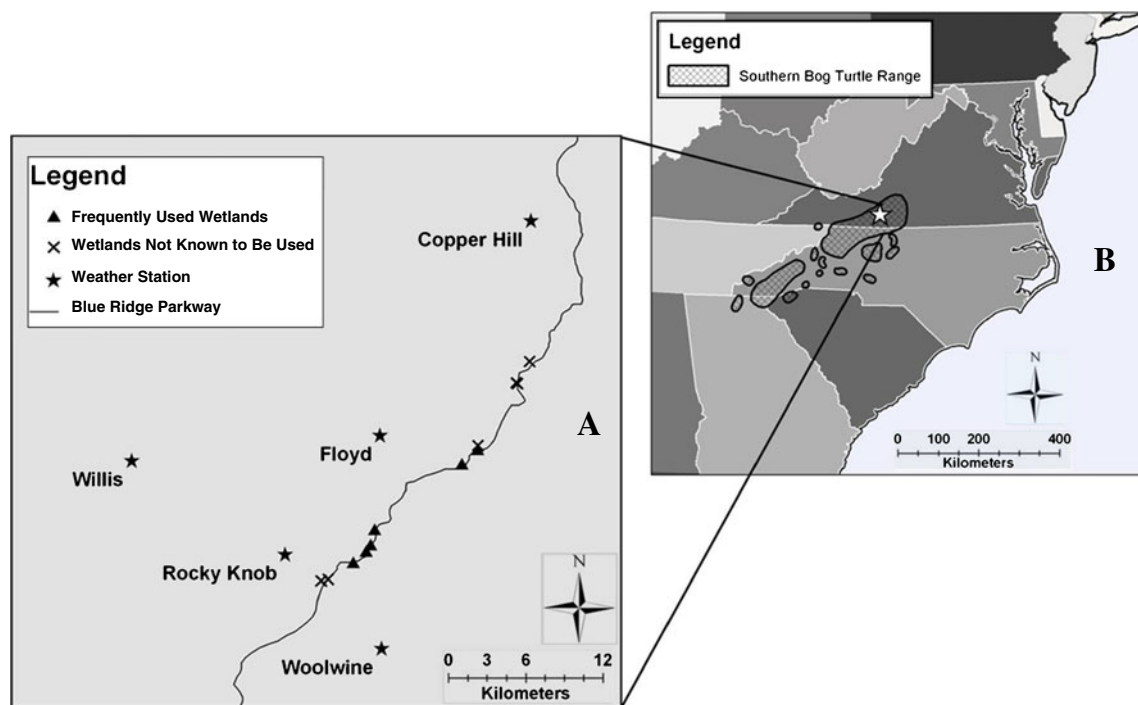 Legend
Frequently Used Wetlands
Wetlands Not Known to Be Used
Weather Station
Blue Ridge Parkway
Copper Hill
Floyd
Willis
Rocky Knob
Woolwine
A
N
0 3 6 12
Kilometers
Legend
Southern Bog Turtle Range
B
N
0 100 200 400
Kilometers